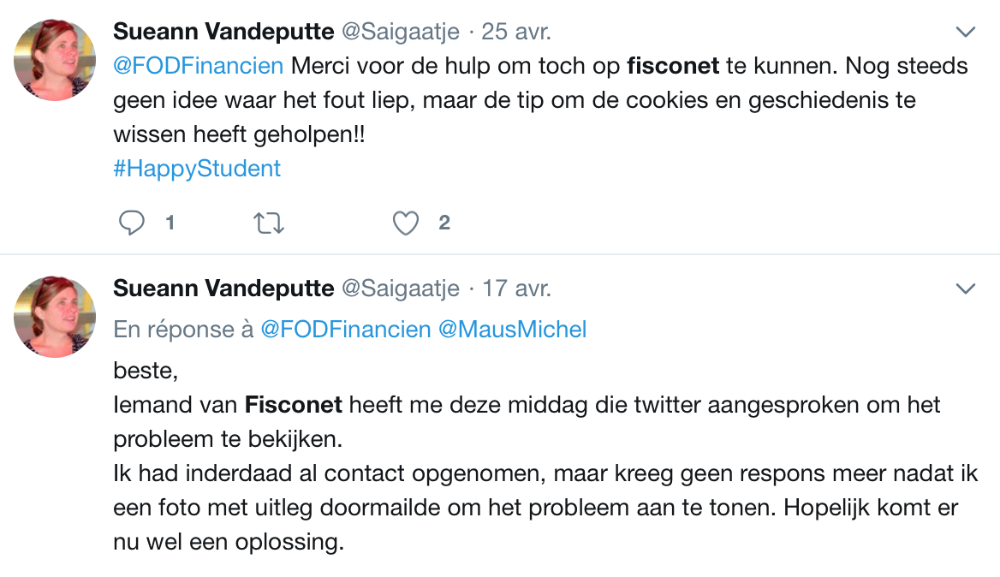 Sueann Vandeputte @Saigaatje · 25 avr.
@FODFinancien Merci voor de hulp om toch op fisconet te kunnen. Nog steeds
geen idee waar het fout liep, maar de tip om de cookies en geschiedenis te
wissen heeft geholpen!!
#HappyStudent
1 2
Sueann Vandeputte @Saigaatje · 17 avr.
En réponse à @FODFinancien @MausMichel
beste,
Iemand van Fisconet heeft me deze middag die twitter aangesproken om het
probleem te bekijken.
Ik had inderdaad al contact opgenomen, maar kreeg geen respons meer nadat ik
een foto met uitleg doormailde om het probleem aan te tonen. Hopelijk komt er
nu wel een oplossing.